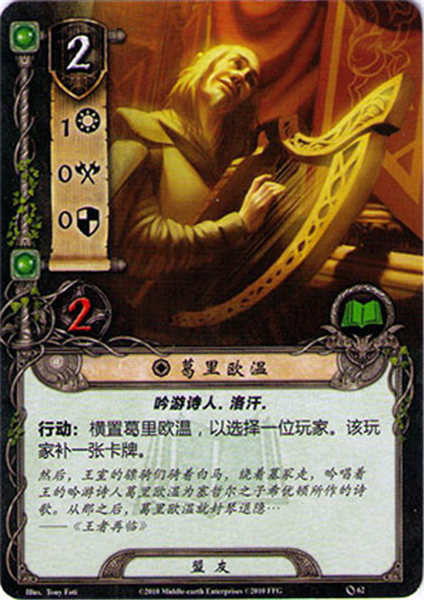 2
1
0
0
2
葛里欧温
吟游诗人. 洛汗.
行动: 横置葛里欧温, 以选择一位玩家。该玩
家补一张卡牌。
然后, 王室的骠骑们骑着白马, 绕着墓冢走, 吟唱着
王的吟游诗人葛里欧温为塞哲尔之子希优顿所作的诗
歌。从那之后, 葛里欧温就封琴退隐…
——《王者再临》
盟友
Illus. Tony Foti
©2010 Middle-earth Enterprises ©2010 FFG
62